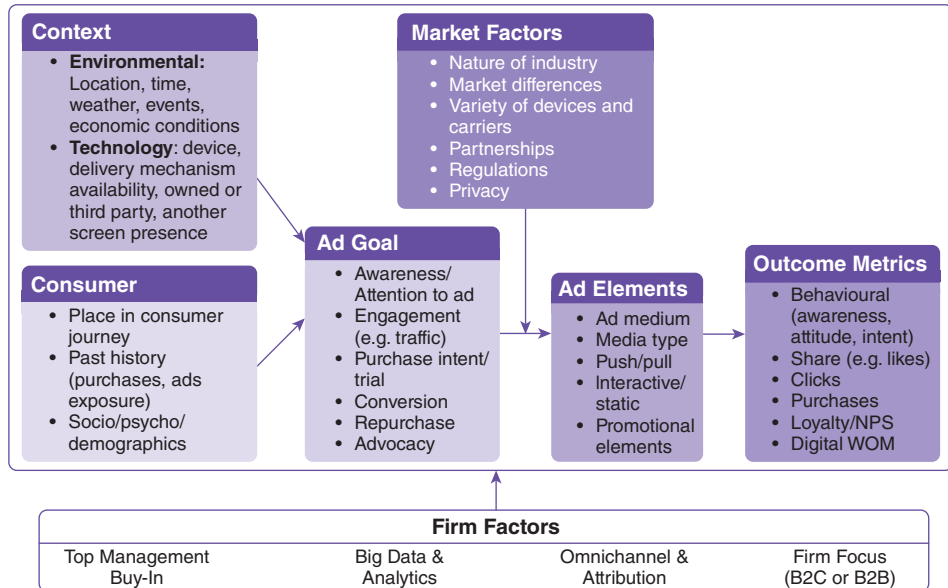 Context
• Environmental:
Location, time,
weather, events,
economic conditions
• Technology: device,
delivery mechanism
availability, owned or
third party, another
screen presence
Market Factors
• Nature of industry
• Market differences
• Variety of devices and
carriers
• Partnerships
• Regulations
• Privacy
Consumer
• Place in consumer
journey
• Past history
(purchases, ads
exposure)
• Socio/psycho/
demographics
Ad Goal
• Awareness/
Attention to ad
• Engagement
(e.g. traffic)
• Purchase intent/
trial
• Conversion
• Repurchase
• Advocacy
Ad Elements
• Ad medium
• Media type
• Push/pull
• Interactive/
static
• Promotional
elements
Outcome Metrics
• Behavioural
(awareness,
attitude, intent)
• Share (e.g. likes)
• Clicks
• Purchases
• Loyalty/NPS
• Digital WOM
Firm Factors
Top Management
Buy-In
Big Data &
Analytics
Omnichannel &
Attribution
Firm Focus
(B2C or B2B)